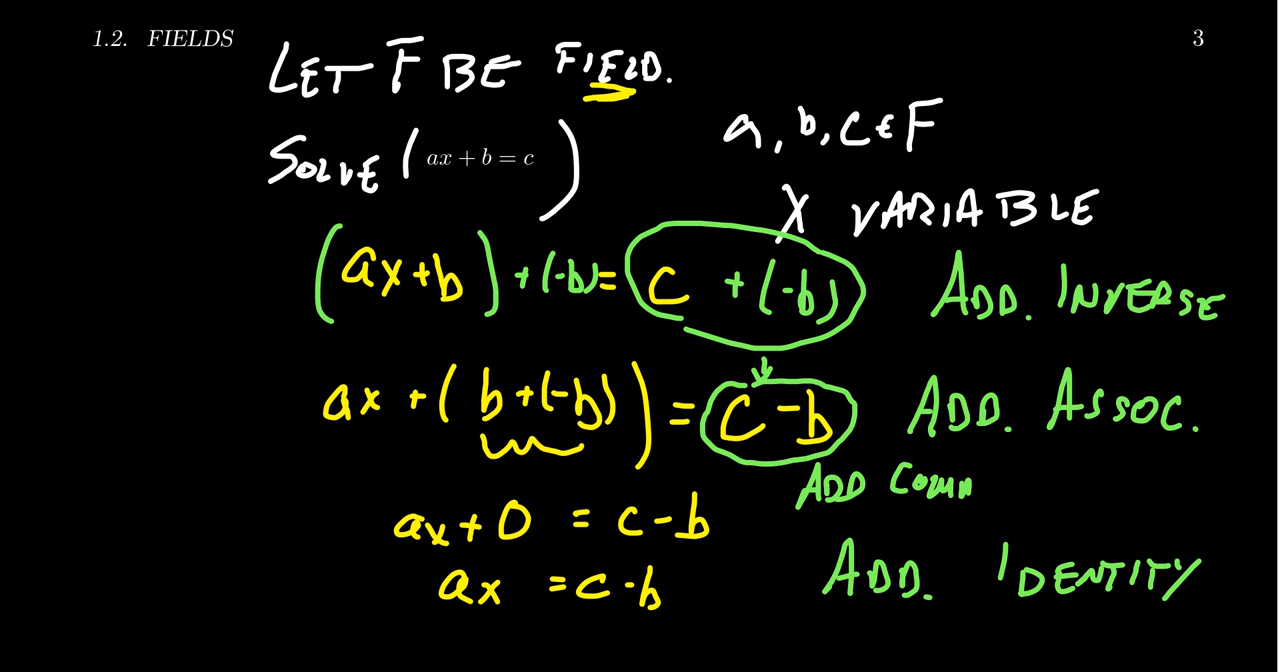 1.2. FIELDS 3
LET F BE FIELD.
SOLVE (ax + b = c) a, b, c ∈ F
X VARIABLE
(ax+b)+(-b)= c +(-b) ADD. INVERSE
ax +(b+(-b)) = c-b ADD. ASSOC.
ADD COMM
ax+0 = c-b
ADD. IDENTITY
ax =c-b